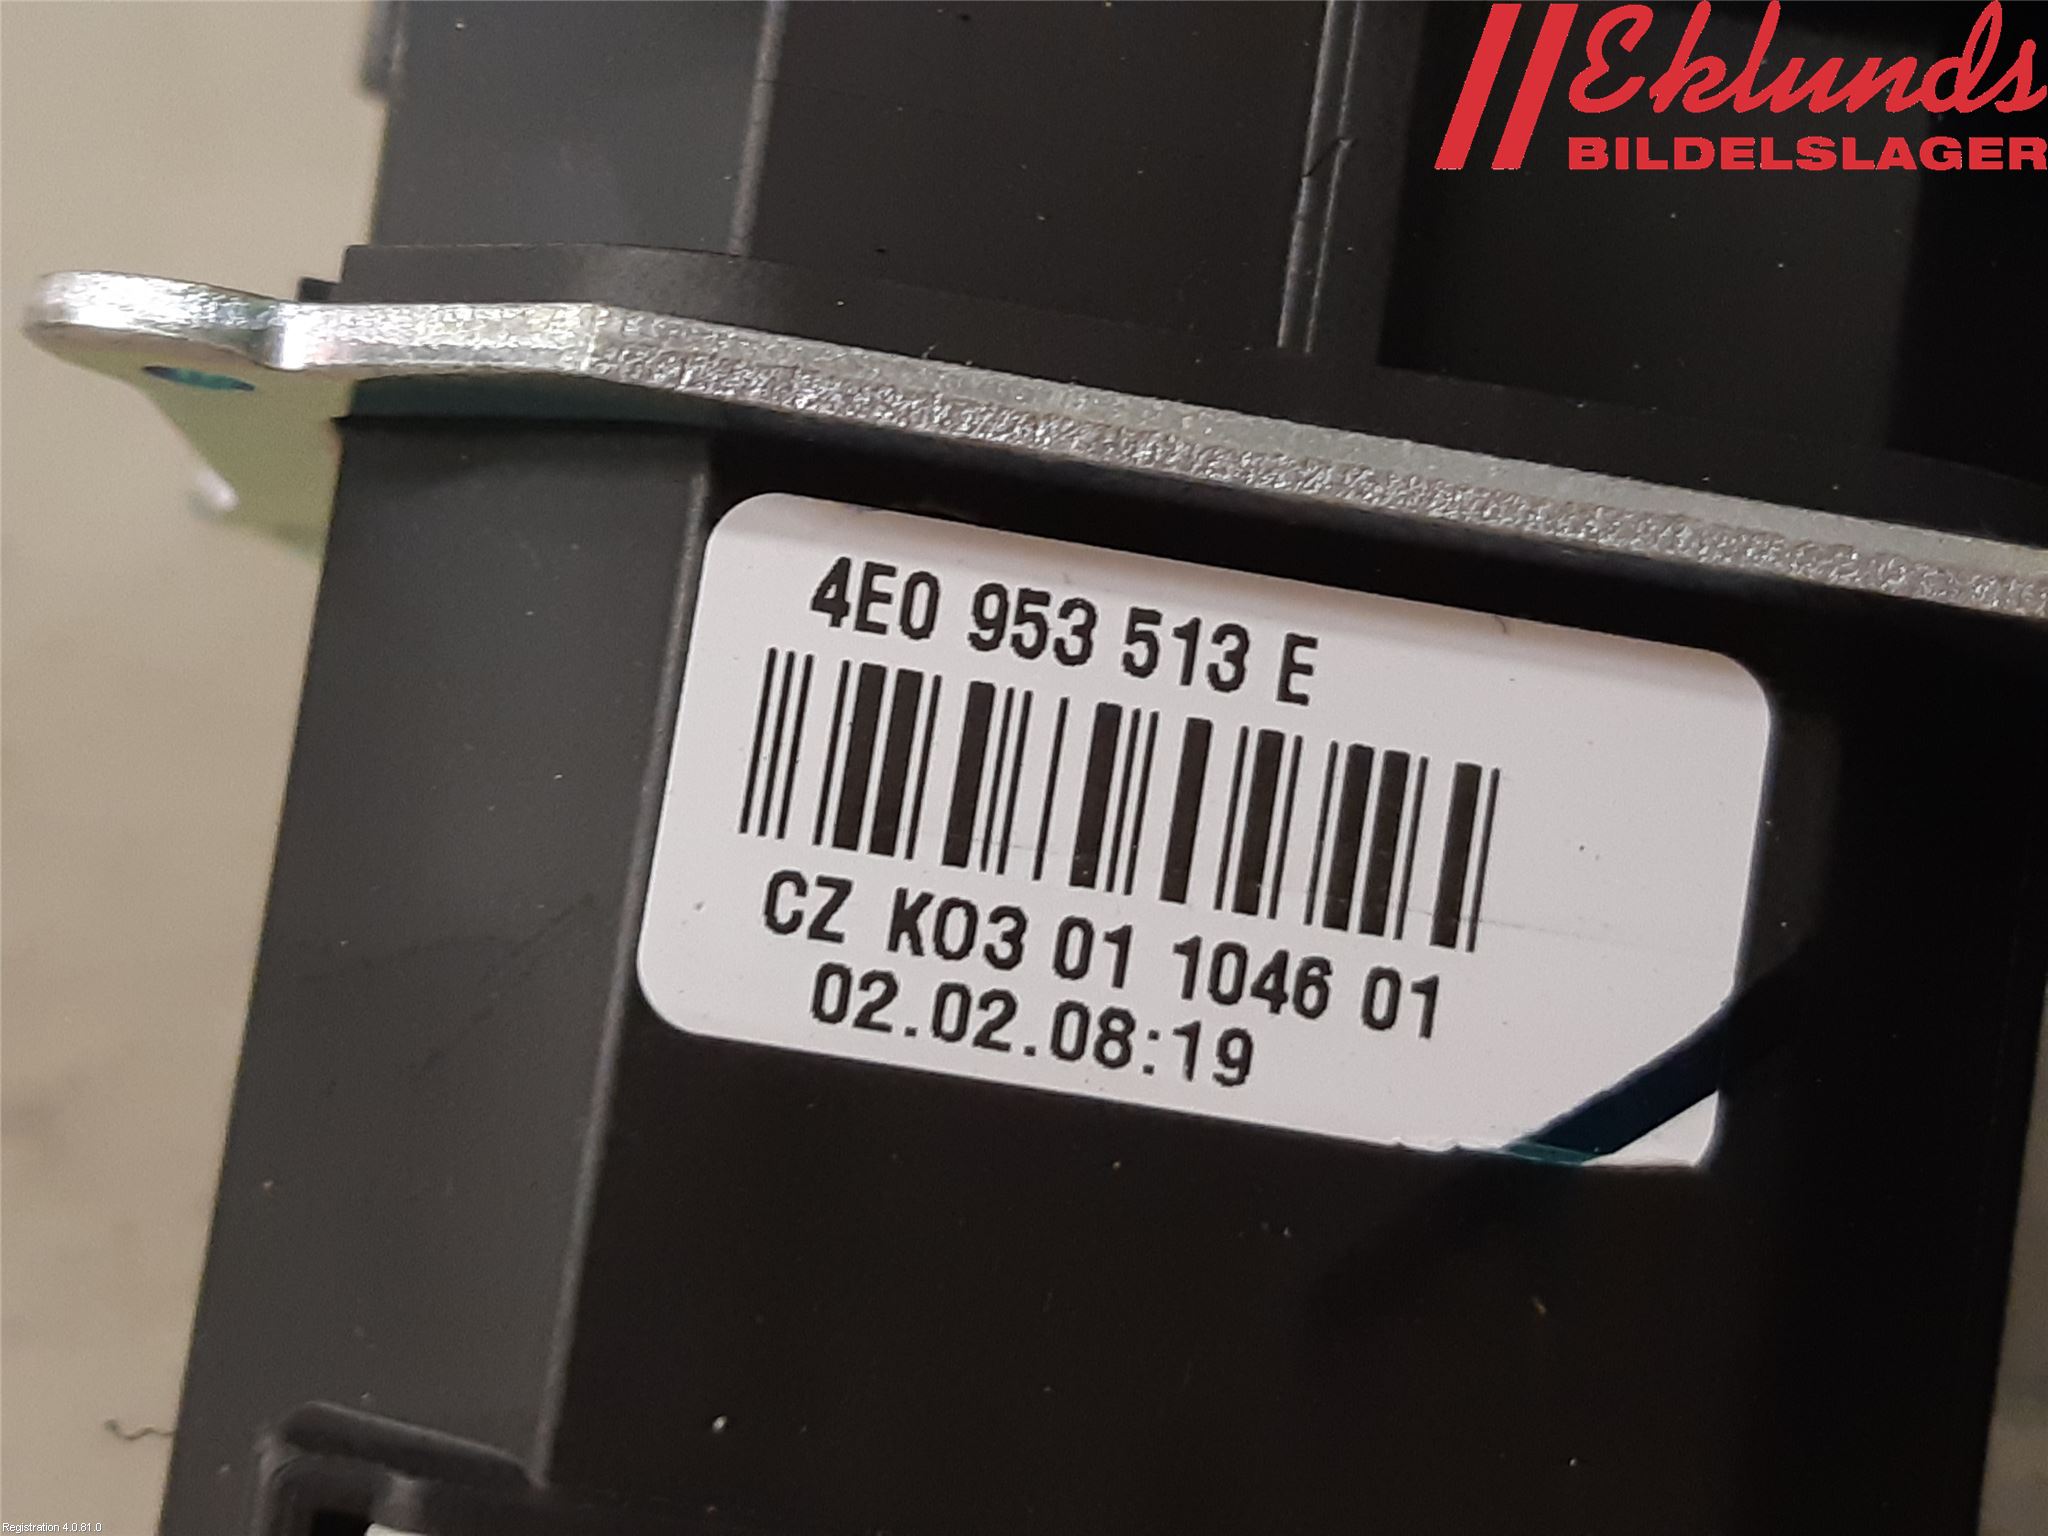 Eklunds
BILDELSLAGER
4E0 953 513 E
CZ K03 01 1046 01
02.02.08:19
Registration 4.0.81.0